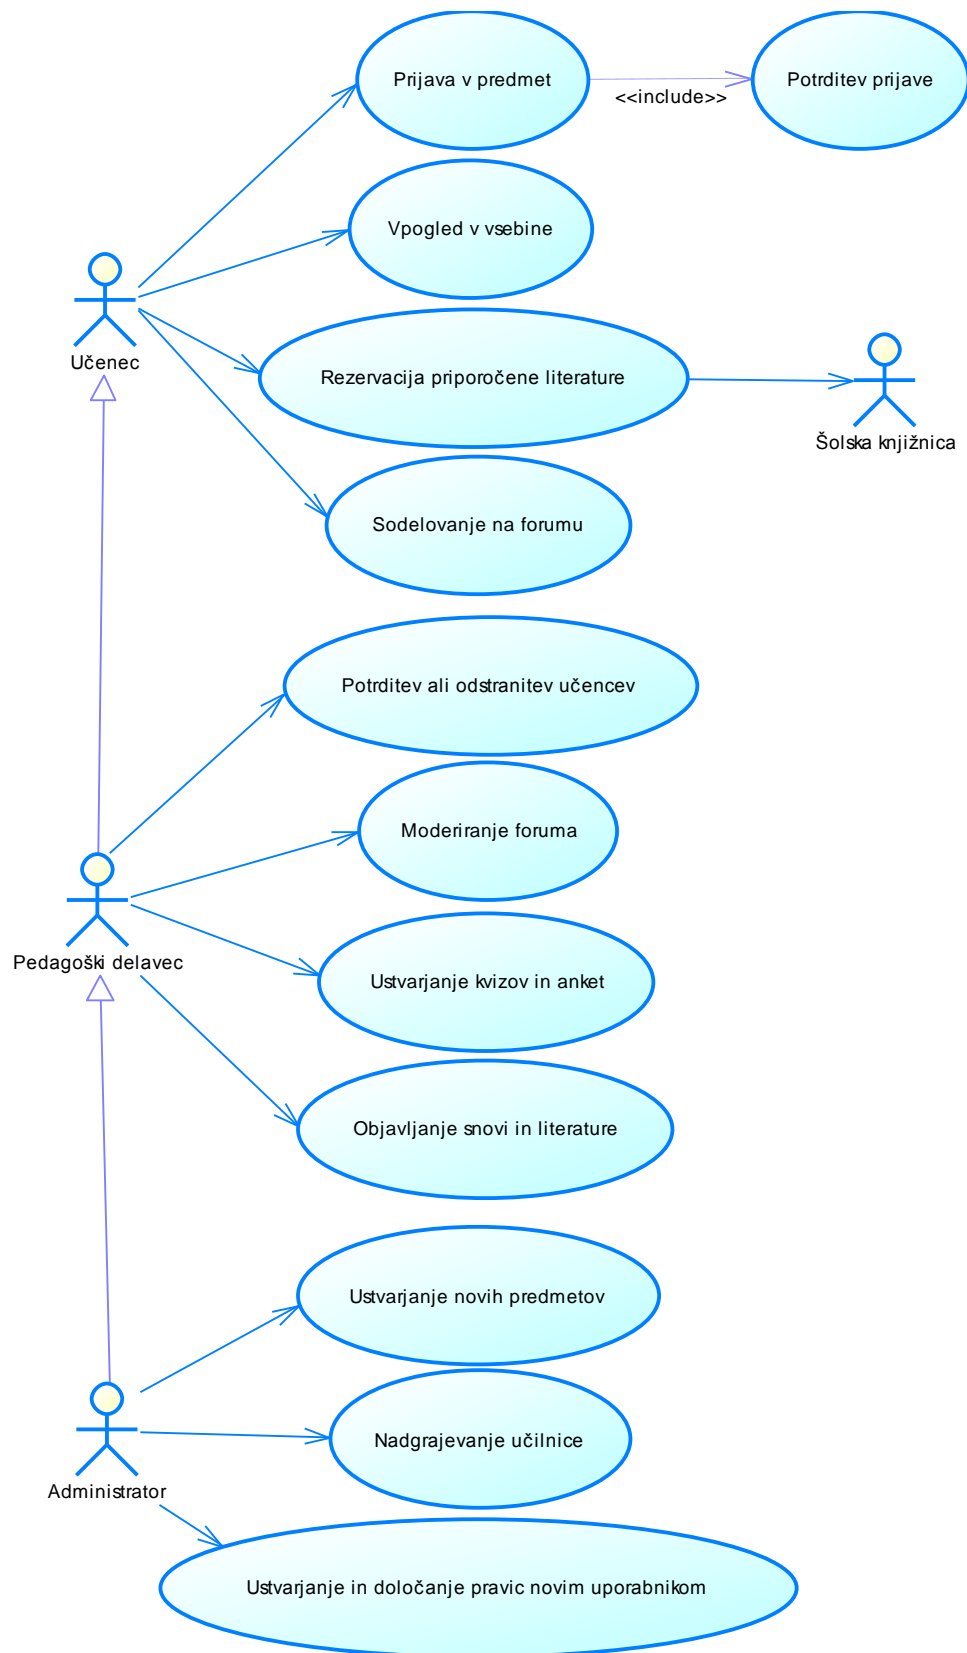 Prijava v predmet
Potrditev prijave
<<include>>
Vpogled v vsebine
Učenec
Rezervacija priporočene literature
Šolska knjižnica
Sodelovanje na forumu
Potrditev ali odstranitev učencev
Moderiranje foruma
Pedagoški delavec
Ustvarjanje kvizov in anket
Objavljanje snovi in literature
Ustvarjanje novih predmetov
Nadgrajevanje učilnice
Administrator
Ustvarjanje in določanje pravic novim uporabnikom